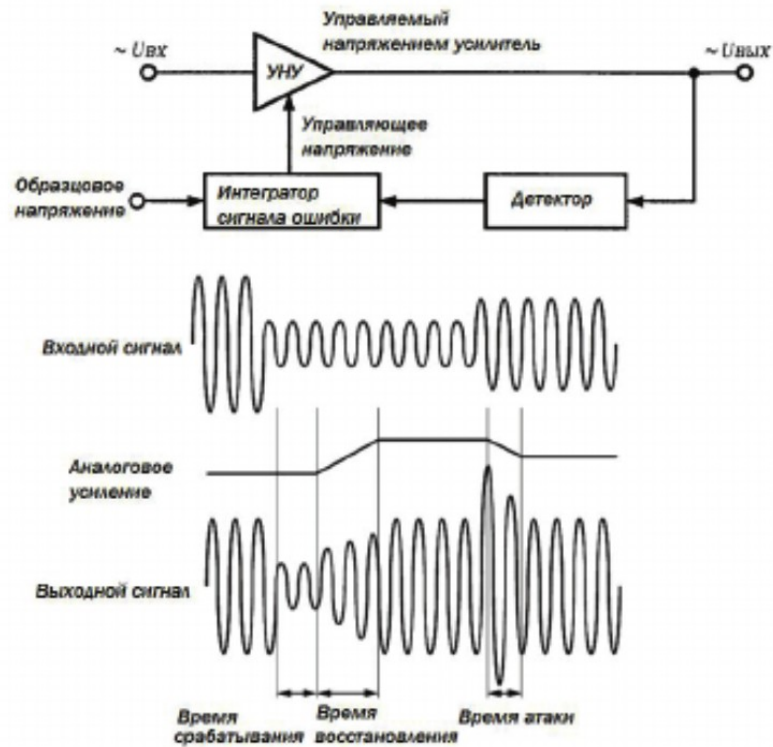 Управляемый
напряжением усилитель
~ Uвх
УНУ
~ Uвых
Управляющее
напряжение
Образцовое
напряжение
Интегратор
сигнала ошибки
Детектор
Входной сигнал
Аналоговое
усиление
Выходной сигнал
Время
срабатывания
Время
восстановления
Время атаки